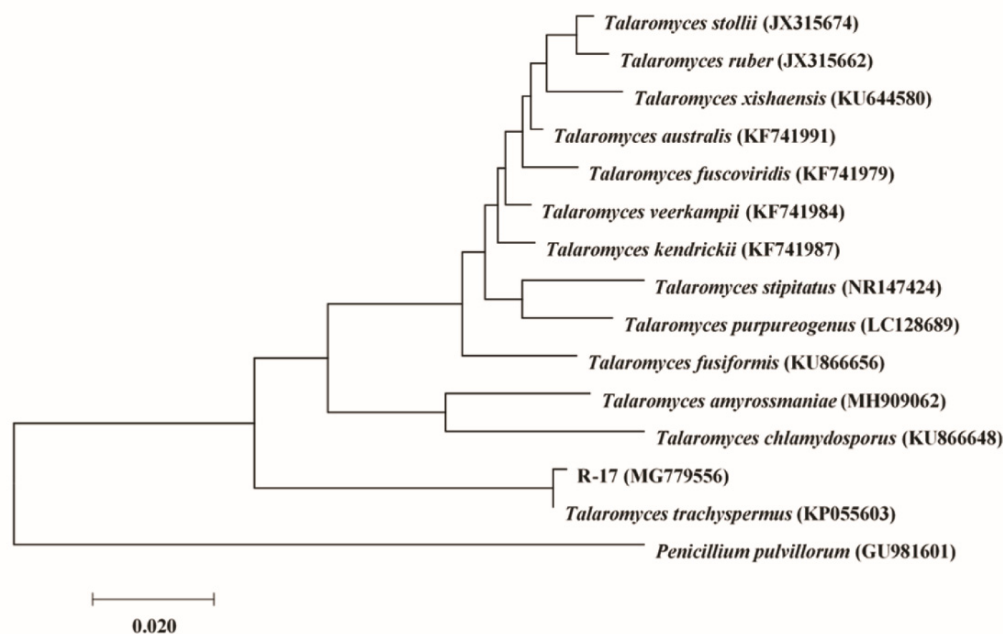 Talaromyces stollii (JX315674)
Talaromyces ruber (JX315662)
Talaromyces xishaensis (KU644580)
Talaromyces australis (KF741991)
Talaromyces fuscoviridis (KF741979)
Talaromyces veerkampii (KF741984)
Talaromyces kendrickii (KF741987)
Talaromyces stipitatus (NR147424)
Talaromyces purpureogenus (LC128689)
Talaromyces fusiformis (KU866656)
Talaromyces amyrossmaniae (MH909062)
Talaromyces chlamydosporus (KU866648)
R-17 (MG779556)
Talaromyces trachyspermus (KP055603)
Penicillium pulvillorum (GU981601)
0.020